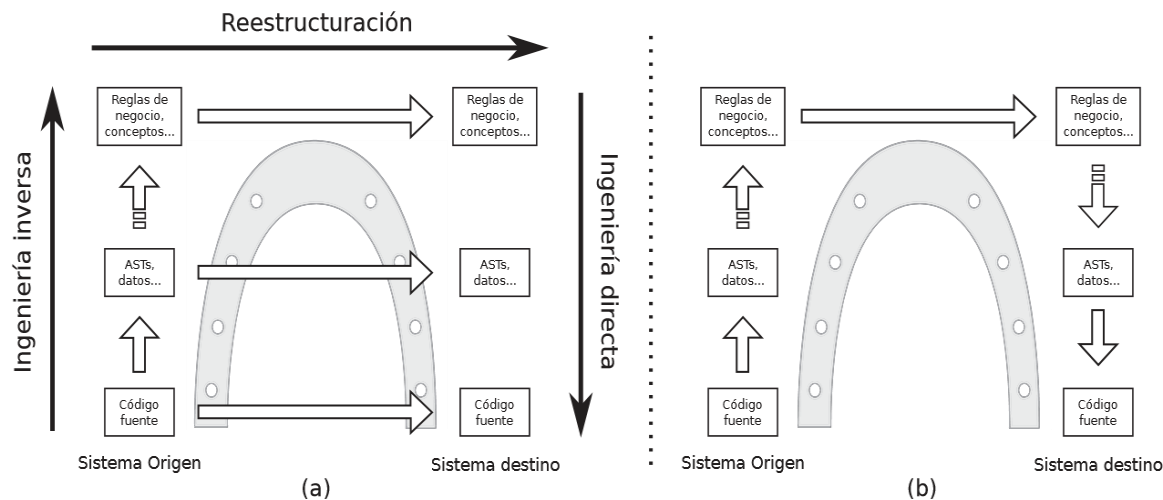 Reestructuración
Ingeniería inversa
Reglas de
negocio,
conceptos...
Reglas de
negocio,
conceptos...
ASTs,
datos...
ASTs,
datos...
Código
fuente
Código
fuente
Sistema Origen
Sistema destino
Ingeniería directa
(a)
Reglas de
negocio,
conceptos...
Reglas de
negocio,
conceptos...
ASTs,
datos...
ASTs,
datos...
Código
fuente
Código
fuente
Sistema Origen
Sistema destino
(b)